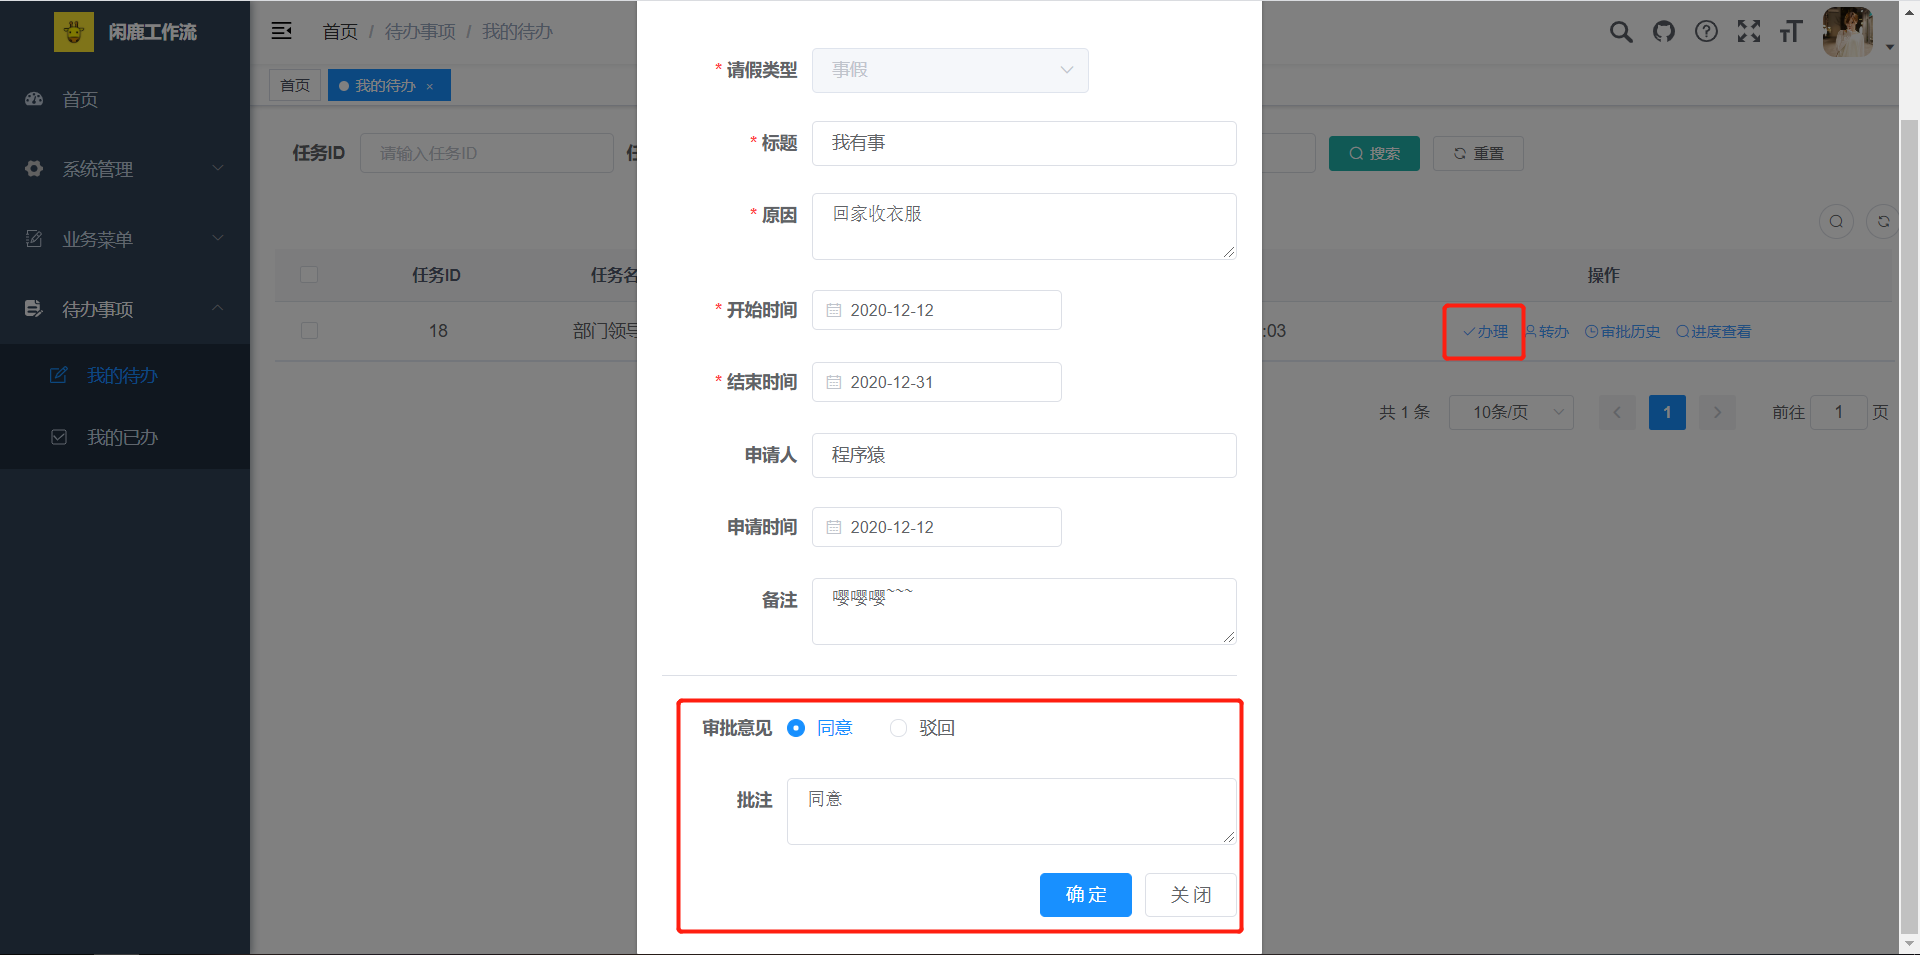 闲鹿工作流
首页 / 待办事项 / 我的待办
首页
我的待办 ×
首页
系统管理
业务菜单
待办事项
我的待办
我的已办
任务ID 请输入任务ID
搜索 重置
任务ID 任务名 操作
18 部门领导 :03 办理 转办 审批历史 进度查看
共 1 条 10条/页 1 前往 1 页
* 请假类型 事假
* 标题 我有事
* 原因 回家收衣服
* 开始时间 2020-12-12
* 结束时间 2020-12-31
申请人 程序猿
申请时间 2020-12-12
备注 嘤嘤嘤~~~
审批意见 同意 驳回
批注 同意
确 定 关 闭